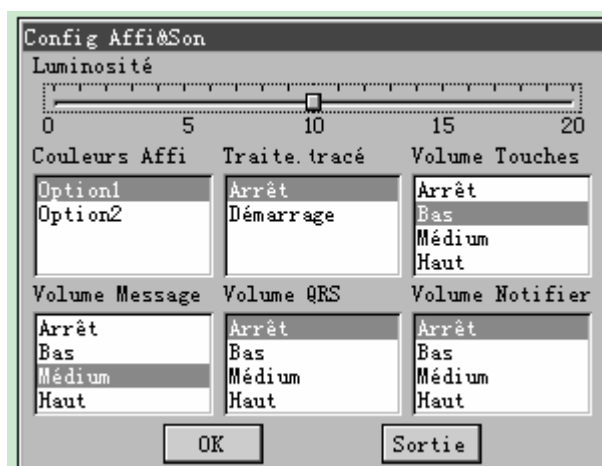 Config Affi&Son
Luminosité
0 5 10 15 20
Couleurs Affi Traite.tracé Volume Touches
Option1 Arrêt Arrêt
Option2 Démarrage Bas
Médium
Haut
Volume Message Volume QRS Volume Notifier
Arrêt Arrêt Arrêt
Bas Bas Bas
Médium Médium Médium
Haut Haut Haut
OK Sortie